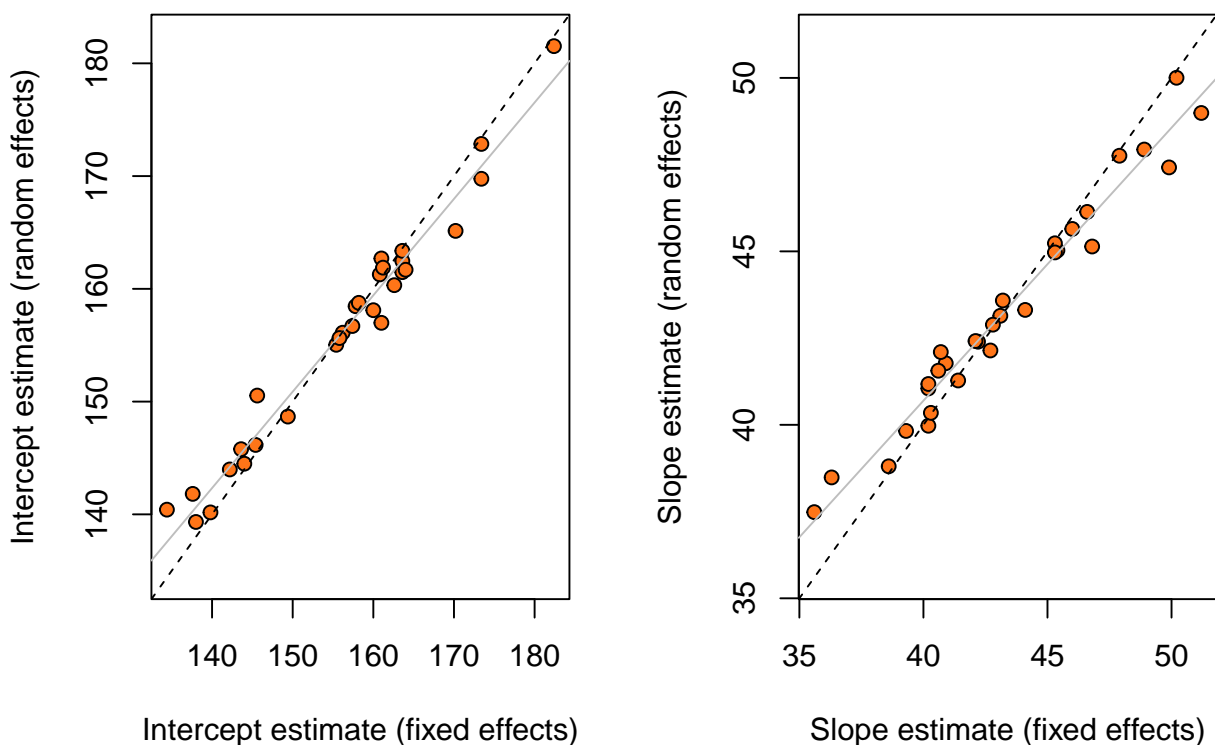 Intercept estimate (random effects)
140 150 160 170 180
140 150 160 170 180
Intercept estimate (fixed effects)
Slope estimate (random effects)
35 40 45 50
35 40 45 50
Slope estimate (fixed effects)